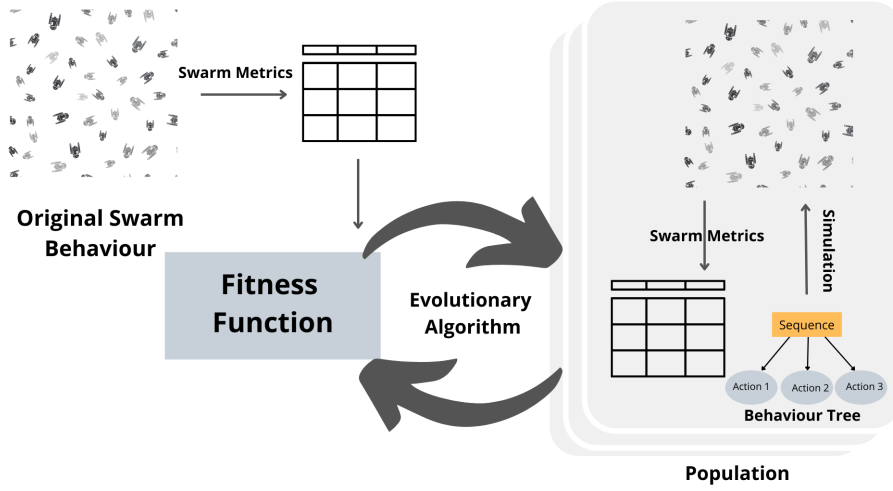 Swarm Metrics
Original Swarm
Behaviour
Fitness
Function
Evolutionary
Algorithm
Swarm Metrics
Simulation
Sequence
Action 1
Action 2
Action 3
Behaviour Tree
Population